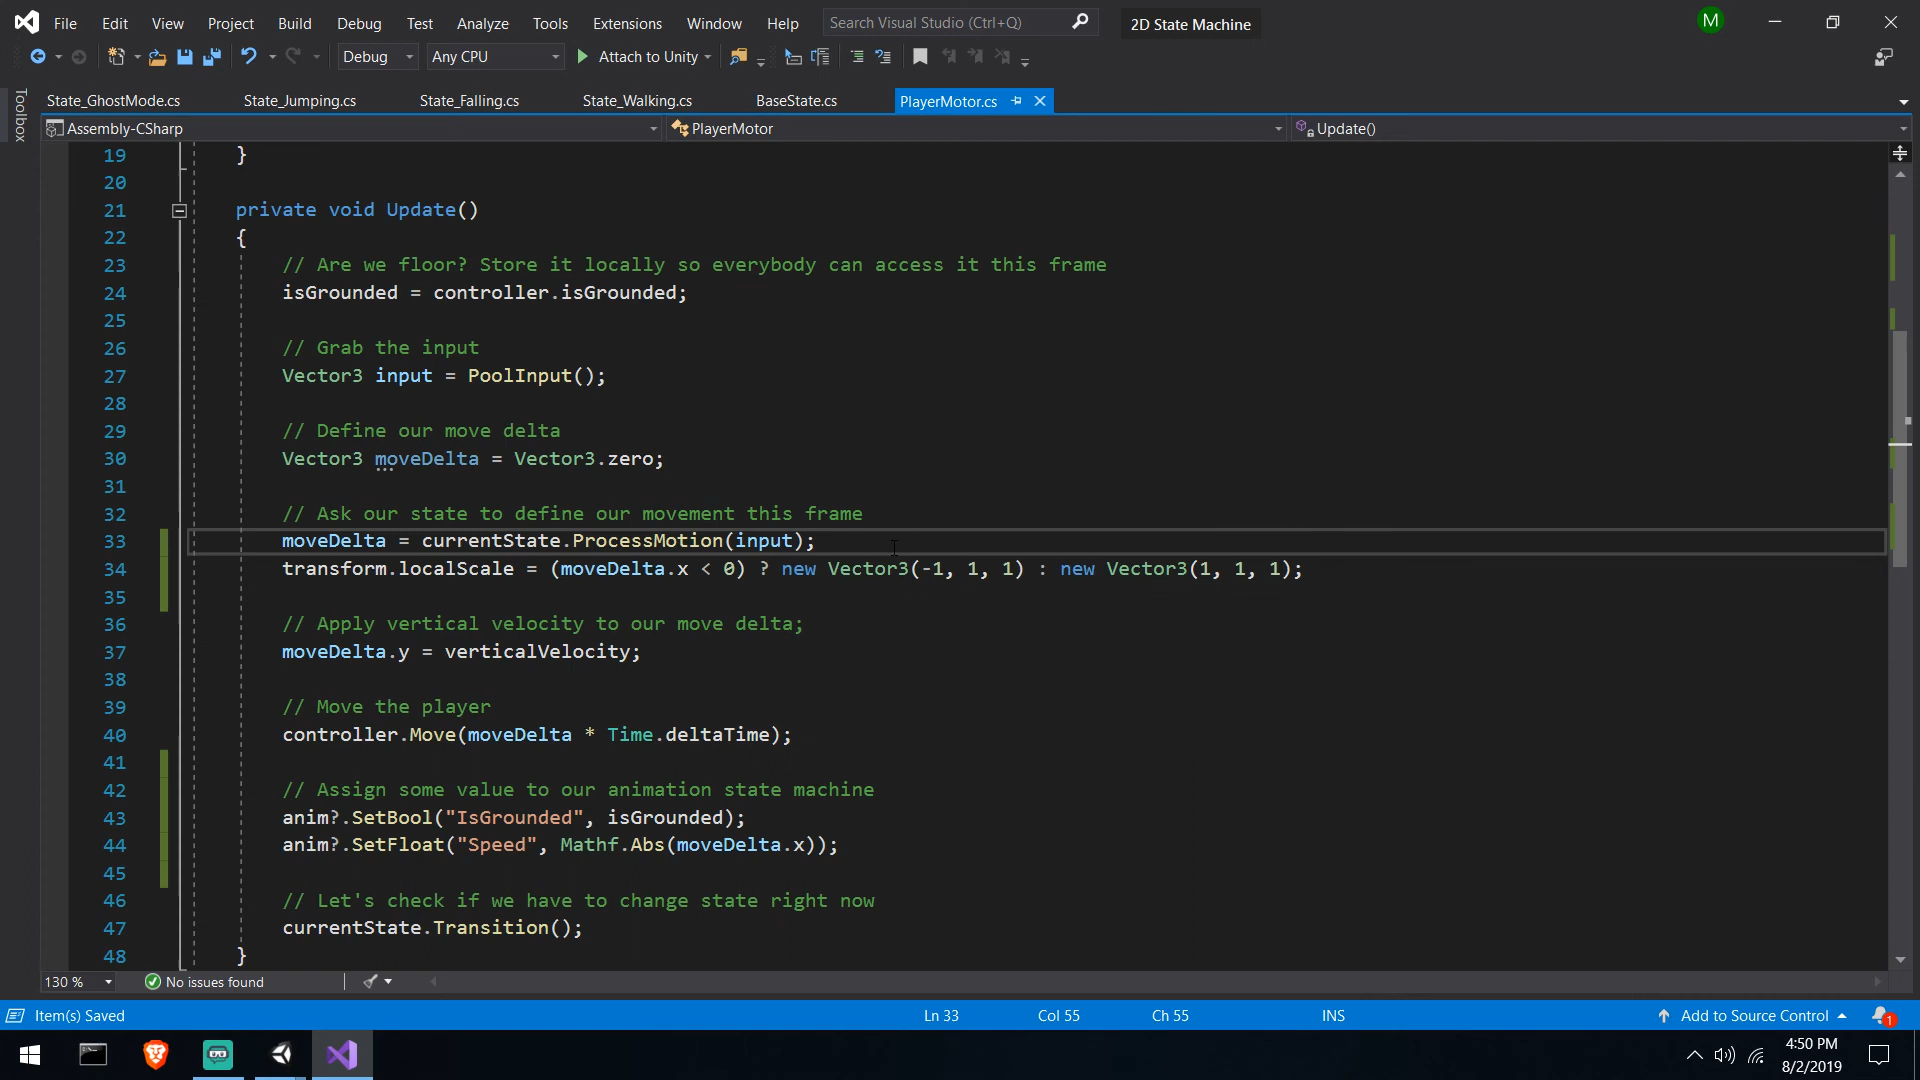 File Edit View Project Build Debug Test Analyze Tools Extensions Window Help Search Visual Studio (Ctrl+Q) 2D State Machine M
Debug Any CPU Attach to Unity
Toolbox
State_GhostMode.cs State_Jumping.cs State_Falling.cs State_Walking.cs BaseState.cs PlayerMotor.cs
Assembly-CSharp PlayerMotor Update()
19 }
20
21 private void Update()
22 {
23 // Are we floor? Store it locally so everybody can access it this frame
24 isGrounded = controller.isGrounded;
25
26 // Grab the input
27 Vector3 input = PoolInput();
28
29 // Define our move delta
30 Vector3 moveDelta = Vector3.zero;
31
32 // Ask our state to define our movement this frame
33 moveDelta = currentState.ProcessMotion(input);
34 transform.localScale = (moveDelta.x < 0) ? new Vector3(-1, 1, 1) : new Vector3(1, 1, 1);
35
36 // Apply vertical velocity to our move delta;
37 moveDelta.y = verticalVelocity;
38
39 // Move the player
40 controller.Move(moveDelta * Time.deltaTime);
41
42 // Assign some value to our animation state machine
43 anim?.SetBool("IsGrounded", isGrounded);
44 anim?.SetFloat("Speed", Mathf.Abs(moveDelta.x));
45
46 // Let's check if we have to change state right now
47 currentState.Transition();
48 }
130 % No issues found
Item(s) Saved Ln 33 Col 55 Ch 55 INS Add to Source Control 1
4:50 PM
8/2/2019